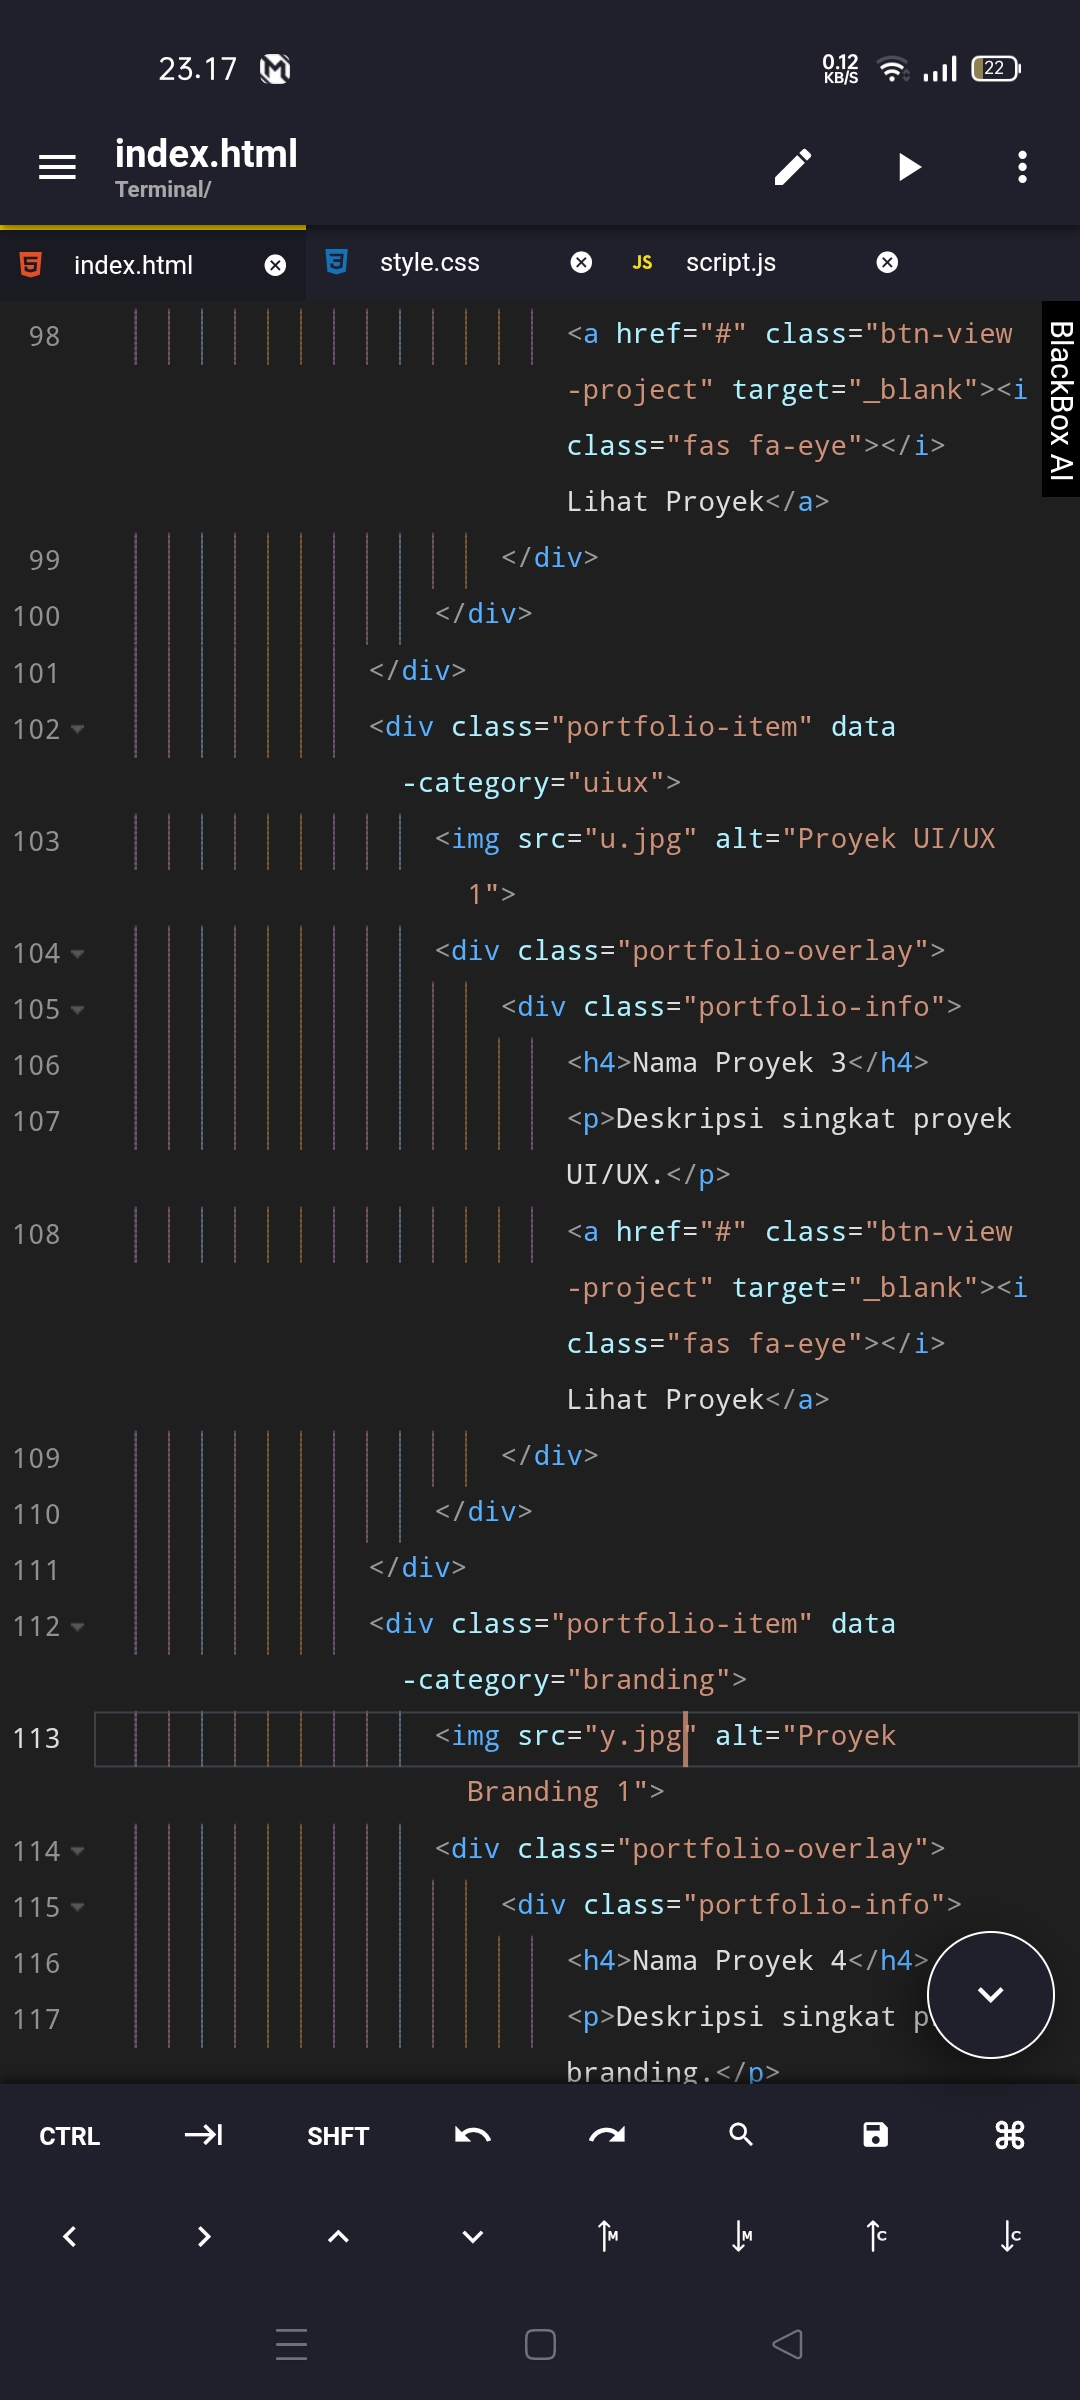 23.17
0.12
KB/S
22
index.html
Terminal/
index.html
style.css
JS
script.js
BlackBox AI
98 <a href="#" class="btn-view
-project" target="_blank"><i
class="fas fa-eye"></i>
Lihat Proyek</a>
99 </div>
100 </div>
101 </div>
102 <div class="portfolio-item" data
-category="uiux">
103 <img src="u.jpg" alt="Proyek UI/UX
1">
104 <div class="portfolio-overlay">
105 <div class="portfolio-info">
106 <h4>Nama Proyek 3</h4>
107 <p>Deskripsi singkat proyek
UI/UX.</p>
108 <a href="#" class="btn-view
-project" target="_blank"><i
class="fas fa-eye"></i>
Lihat Proyek</a>
109 </div>
110 </div>
111 </div>
112 <div class="portfolio-item" data
-category="branding">
113 <img src="y.jpg" alt="Proyek
Branding 1">
114 <div class="portfolio-overlay">
115 <div class="portfolio-info">
116 <h4>Nama Proyek 4</h4>
117 <p>Deskripsi singkat p
branding.</p>
CTRL
SHFT
M
M
C
C